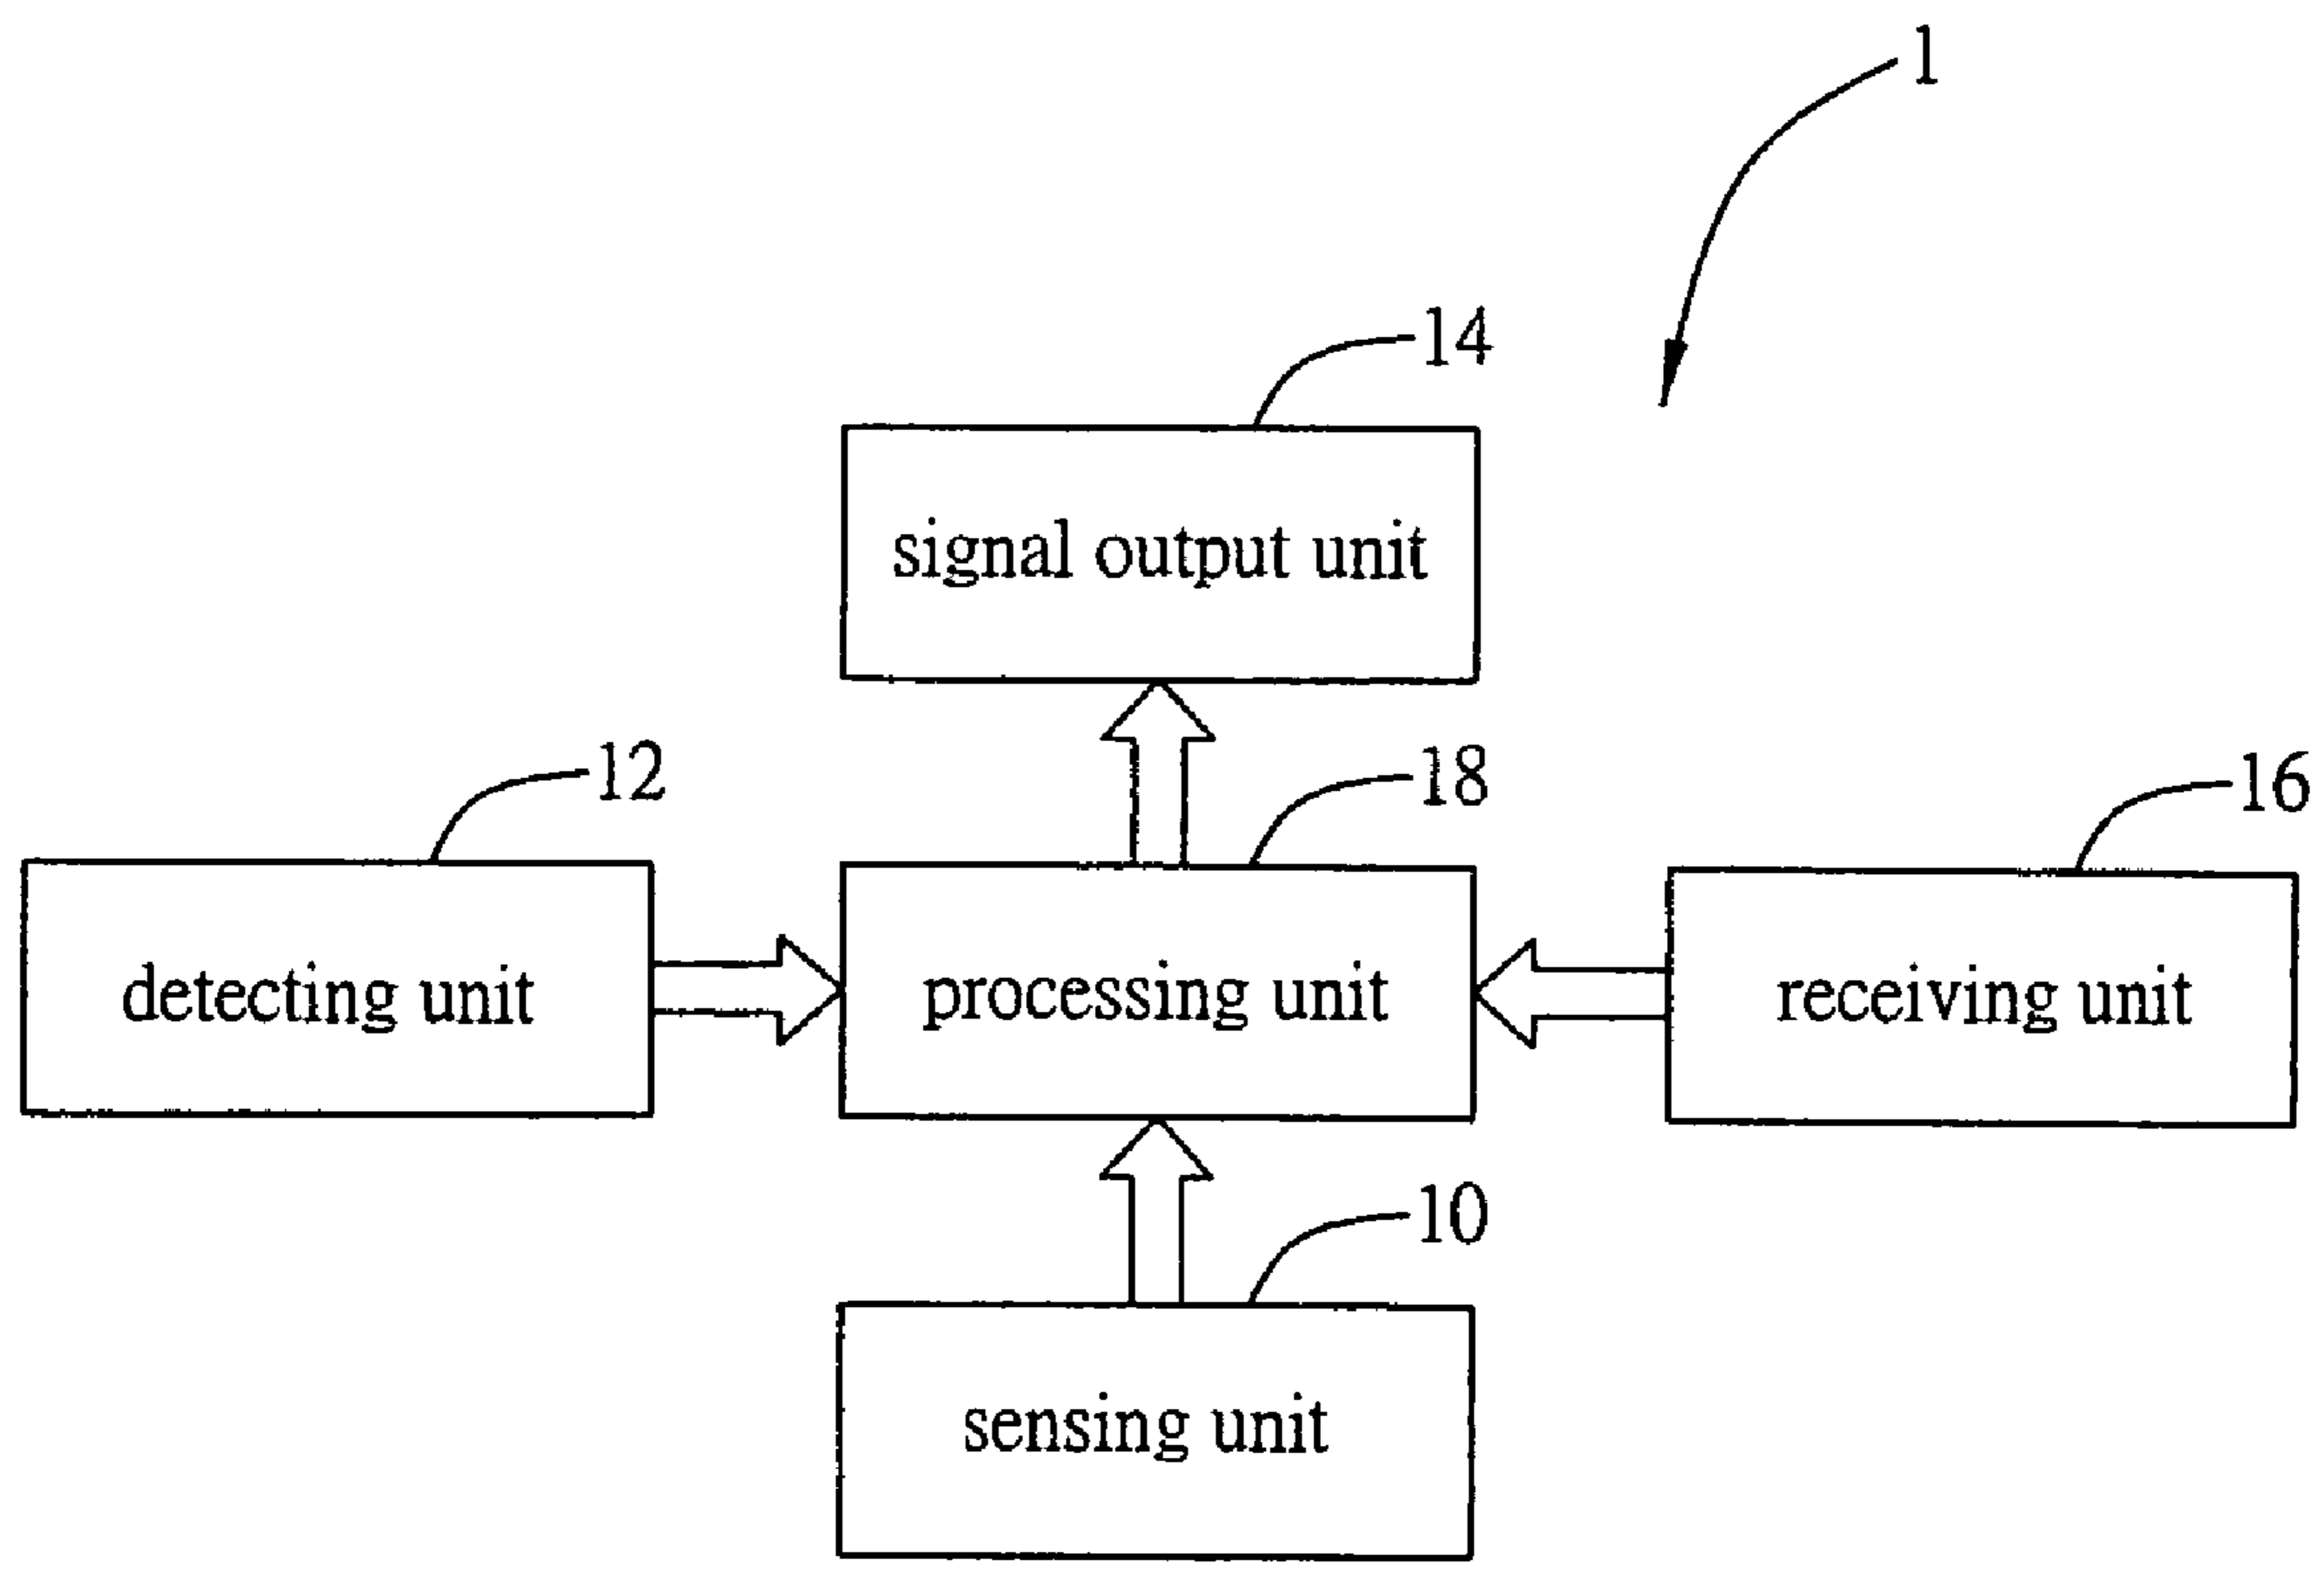 1
14
signal output unit
12
18
16
detecting unit
processing unit
receiving unit
10
sensing unit